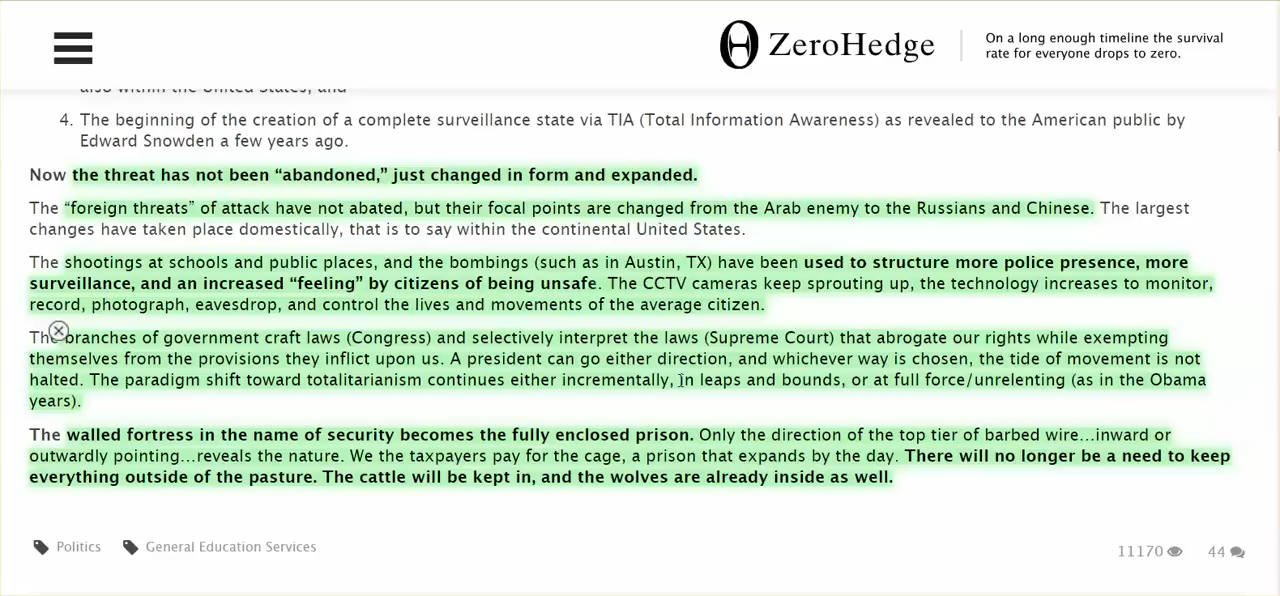 ZeroHedge
On a long enough timeline the survival
rate for everyone drops to zero.
also within the United States; and
4. The beginning of the creation of a complete surveillance state via TIA (Total Information Awareness) as revealed to the American public by
Edward Snowden a few years ago.
Now the threat has not been “abandoned,” just changed in form and expanded.
The “foreign threats” of attack have not abated, but their focal points are changed from the Arab enemy to the Russians and Chinese. The largest
changes have taken place domestically, that is to say within the continental United States.
The shootings at schools and public places, and the bombings (such as in Austin, TX) have been used to structure more police presence, more
surveillance, and an increased “feeling” by citizens of being unsafe. The CCTV cameras keep sprouting up, the technology increases to monitor,
record, photograph, eavesdrop, and control the lives and movements of the average citizen.
The branches of government craft laws (Congress) and selectively interpret the laws (Supreme Court) that abrogate our rights while exempting
themselves from the provisions they inflict upon us. A president can go either direction, and whichever way is chosen, the tide of movement is not
halted. The paradigm shift toward totalitarianism continues either incrementally, in leaps and bounds, or at full force/unrelenting (as in the Obama
years).
The walled fortress in the name of security becomes the fully enclosed prison. Only the direction of the top tier of barbed wire…inward or
outwardly pointing…reveals the nature. We the taxpayers pay for the cage, a prison that expands by the day. There will no longer be a need to keep
everything outside of the pasture. The cattle will be kept in, and the wolves are already inside as well.
Politics General Education Services
11170 44